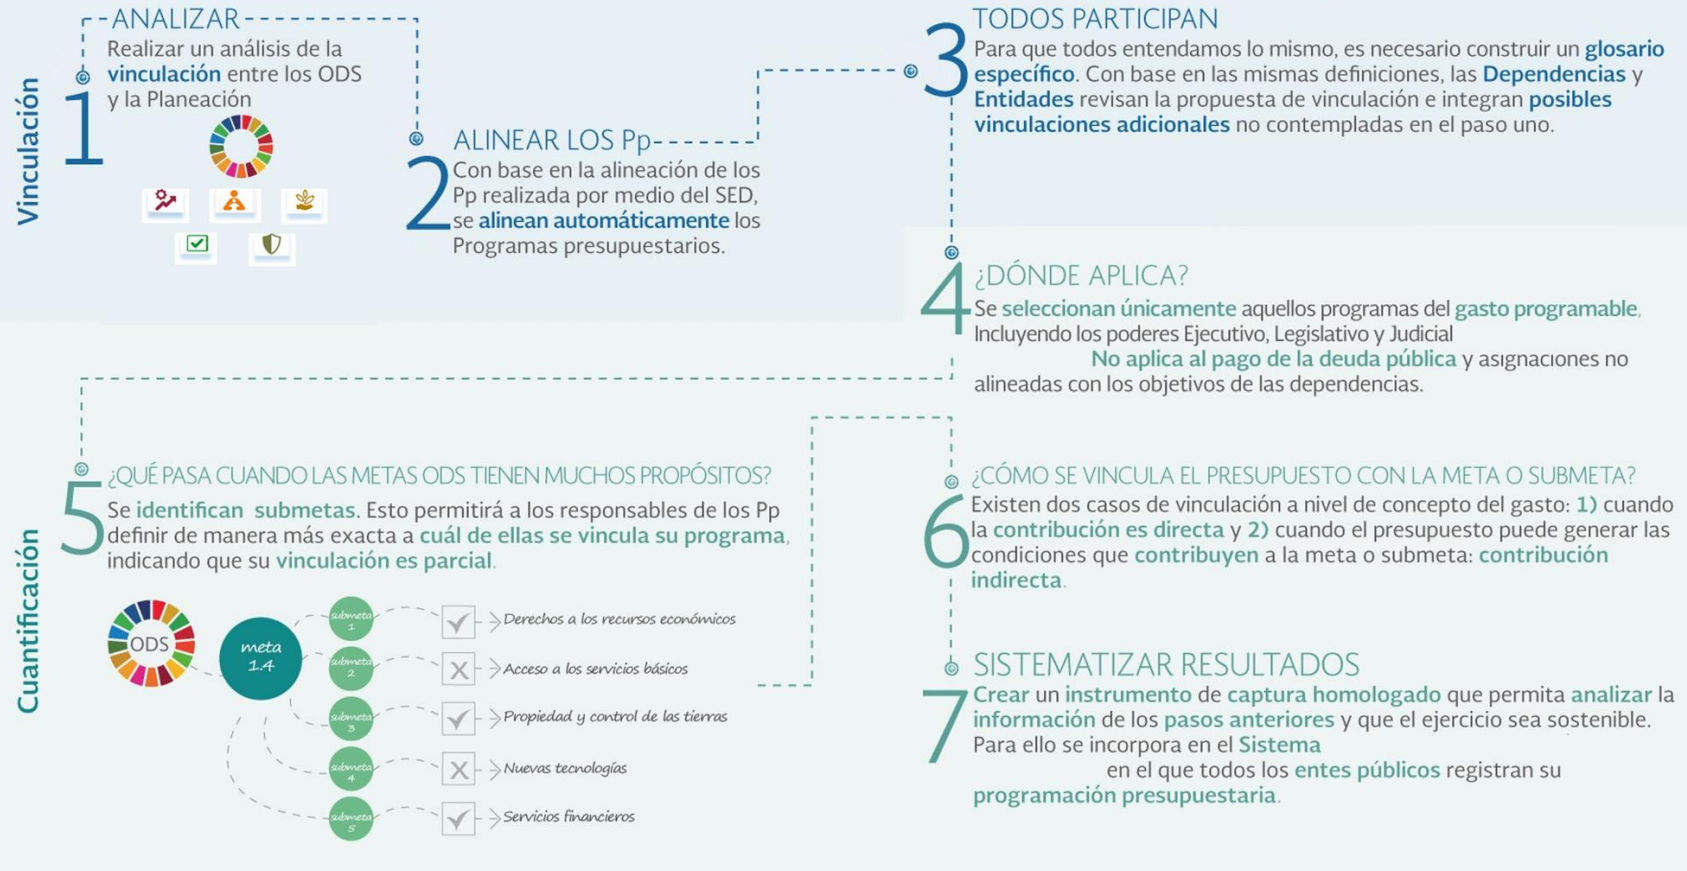 Vinculación
1
ANALIZAR
Realizar un análisis de la
vinculación entre los ODS
y la Planeación
2
ALINEAR LOS Pp
Con base en la alineación de los
Pp realizada por medio del SED,
se alinean automáticamente los
Programas presupuestarios.
3
TODOS PARTICIPAN
Para que todos entendamos lo mismo, es necesario construir un glosario
específico. Con base en las mismas definiciones, las Dependencias y
Entidades revisan la propuesta de vinculación e integran posibles
vinculaciones adicionales no contempladas en el paso uno.
Cuantificación
4
¿DÓNDE APLICA?
Se seleccionan únicamente aquellos programas del gasto programable,
Incluyendo los poderes Ejecutivo, Legislativo y Judicial
No aplica al pago de la deuda pública y asignaciones no
alineadas con los objetivos de las dependencias.
5
¿QUÉ PASA CUANDO LAS METAS ODS TIENEN MUCHOS PROPÓSITOS?
Se identifican submetas. Esto permitirá a los responsables de los Pp
definir de manera más exacta a cuál de ellas se vincula su programa,
indicando que su vinculación es parcial.
ODS
meta
1.4
submeta
1
Derechos a los recursos económicos
submeta
2
Acceso a los servicios básicos
submeta
3
Propiedad y control de las tierras
submeta
4
Nuevas tecnologías
submeta
5
Servicios financieros
6
¿CÓMO SE VINCULA EL PRESUPUESTO CON LA META O SUBMETA?
Existen dos casos de vinculación a nivel de concepto del gasto: 1) cuando
la contribución es directa y 2) cuando el presupuesto puede generar las
condiciones que contribuyen a la meta o submeta: contribución
indirecta.
7
SISTEMATIZAR RESULTADOS
Crear un instrumento de captura homologado que permita analizar la
información de los pasos anteriores y que el ejercicio sea sostenible.
Para ello se incorpora en el Sistema
en el que todos los entes públicos registran su
programación presupuestaria.